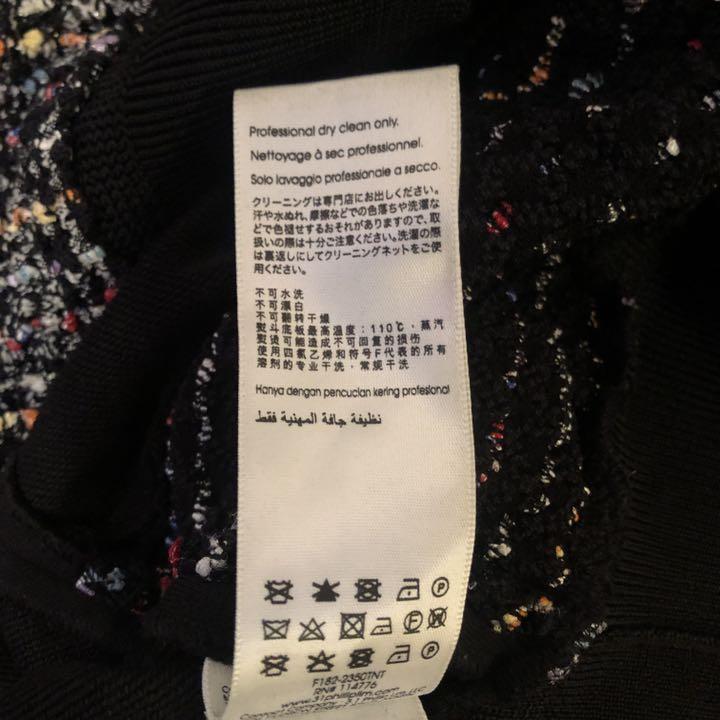 Professional dry clean only.
Nettoyage à sec professionnel.
Solo lavaggio professionale a secco.
クリーニングは専門店にお出しください。
汗や水ぬれ、摩擦などでの色落ちや洗濯な
どで色褪せするおそれがありますので、取
扱いの際は十分ご注意ください。洗濯の際
は裏返しにしてクリーニングネットをご使
用ください。
不可水洗
不可漂白
不可翻转干燥
熨斗底板最高温度：110℃，蒸汽
熨烫可能造成不可回复的损伤
使用四氯乙烯和符号F代表的所有
溶剂的专业干洗，常规干洗
Hanya dengan pencucian kering profesional
نظيفة جافة المهنية فقط
P
F
P
F182-2350TNT
RN# 114776
www.31philliplim.com